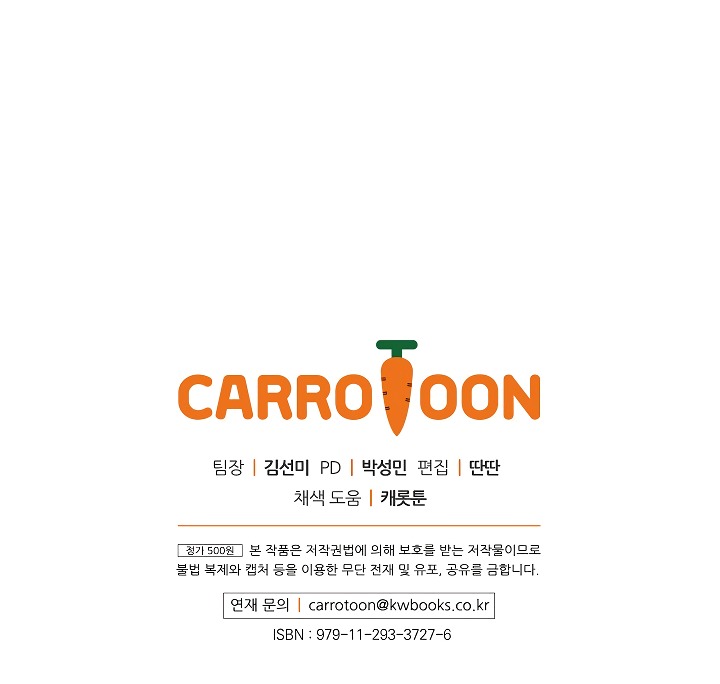 CARROTOON
팀장 | 김선미 PD | 박성민 편집 | 딴딴
채색 도움 | 캐롯툰
정가 500원 본 작품은 저작권법에 의해 보호를 받는 저작물이므로
불법 복제와 캡처 등을 이용한 무단 전재 및 유포, 공유를 금합니다.
연재 문의 | carrotoon@kwbooks.co.kr
ISBN : 979-11-293-3727-6